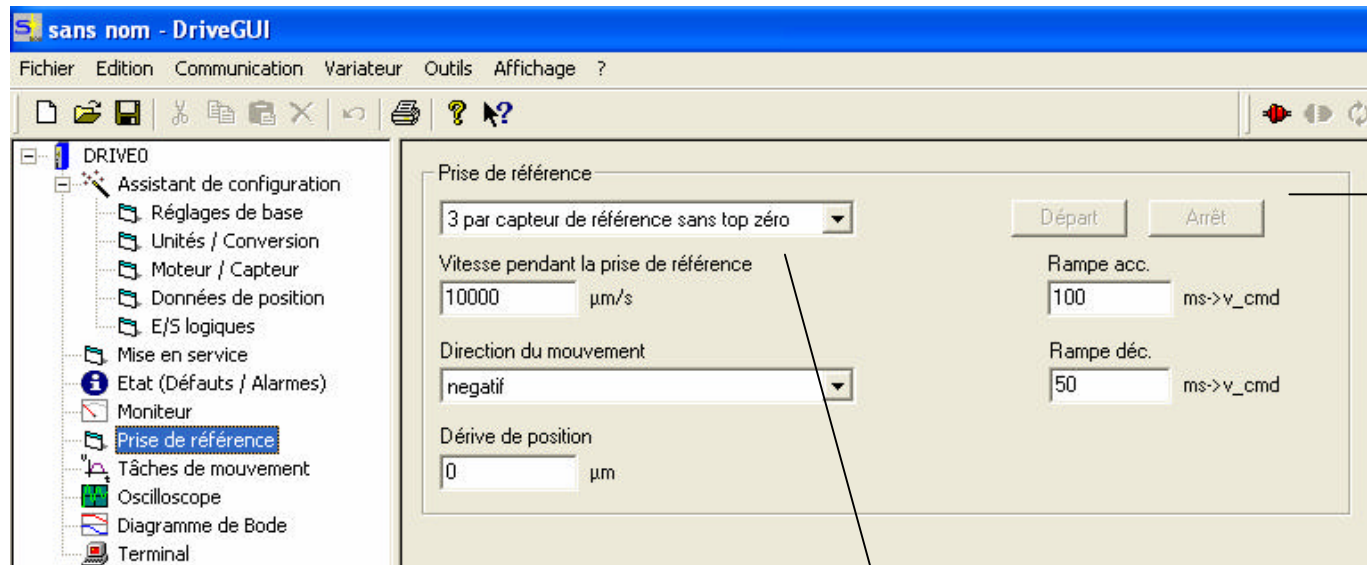 sans nom - DriveGUI
Fichier Edition Communication Variateur Outils Affichage ?
DRIVE0
Assistant de configuration
Réglages de base
Unités / Conversion
Moteur / Capteur
Données de position
E/S logiques
Mise en service
Etat (Défauts / Alarmes)
Moniteur
Prise de référence
Tâches de mouvement
Oscilloscope
Diagramme de Bode
Terminal
Prise de référence
3 par capteur de référence sans top zéro
Départ Arrêt
Vitesse pendant la prise de référence
10000 µm/s
Rampe acc.
100 ms->v_cmd
Direction du mouvement
negatif
Rampe déc.
50 ms->v_cmd
Dérive de position
0 µm